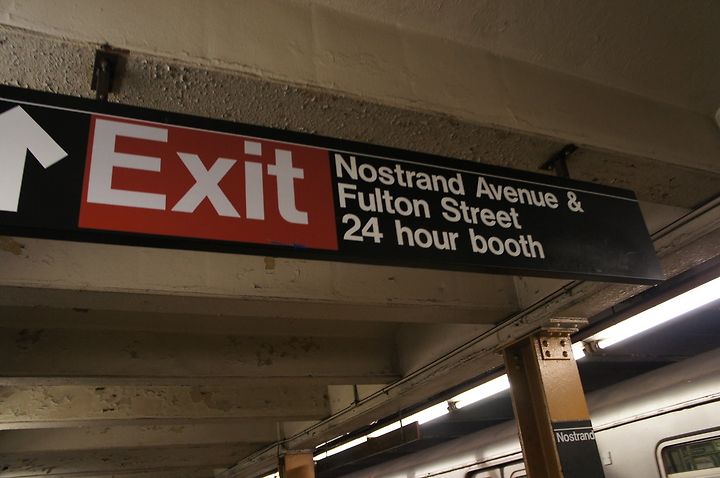 Exit
Nostrand Avenue &
Fulton Street
24 hour booth
Nostrand